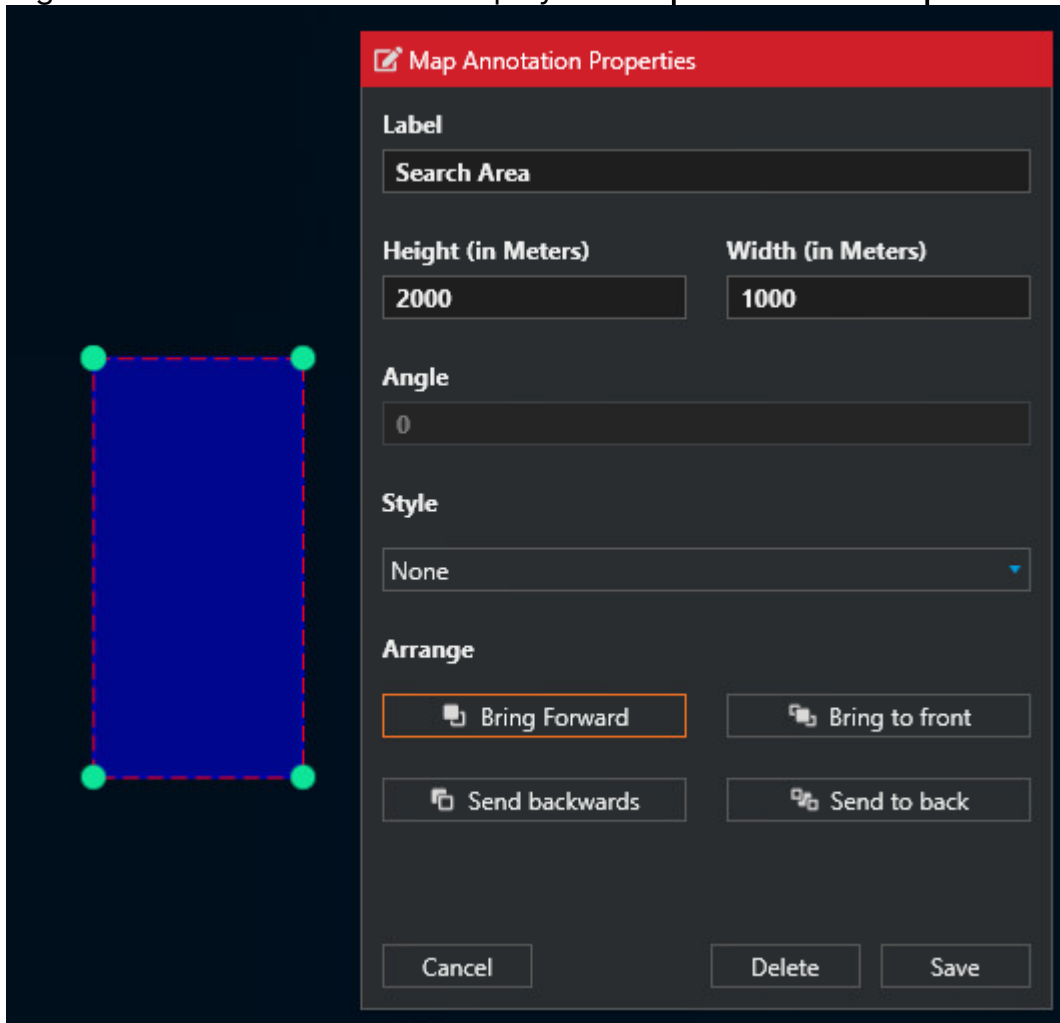 Map Annotation Properties
Label
Search Area
Height (in Meters) Width (in Meters)
2000 1000
Angle
0
Style
None
Arrange
Bring Forward Bring to front
Send backwards Send to back
Cancel Delete Save